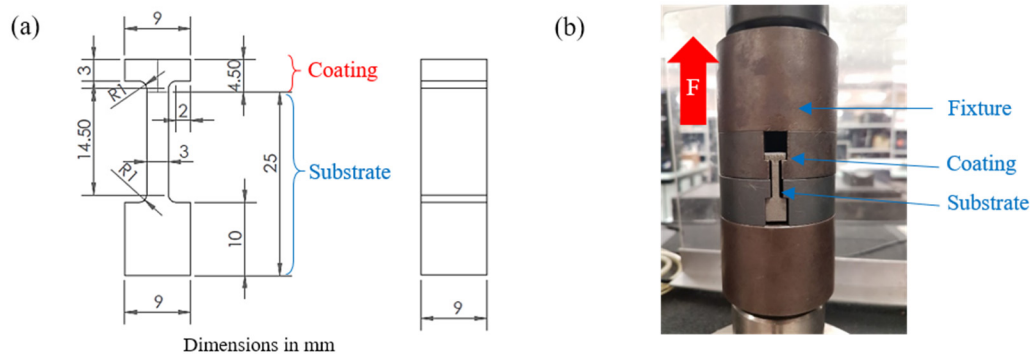 (a)
9
3
R1
14.50
R1
2
3
4.50
25
10
9
9
Coating
Substrate
Dimensions in mm
(b)
F
Fixture
Coating
Substrate